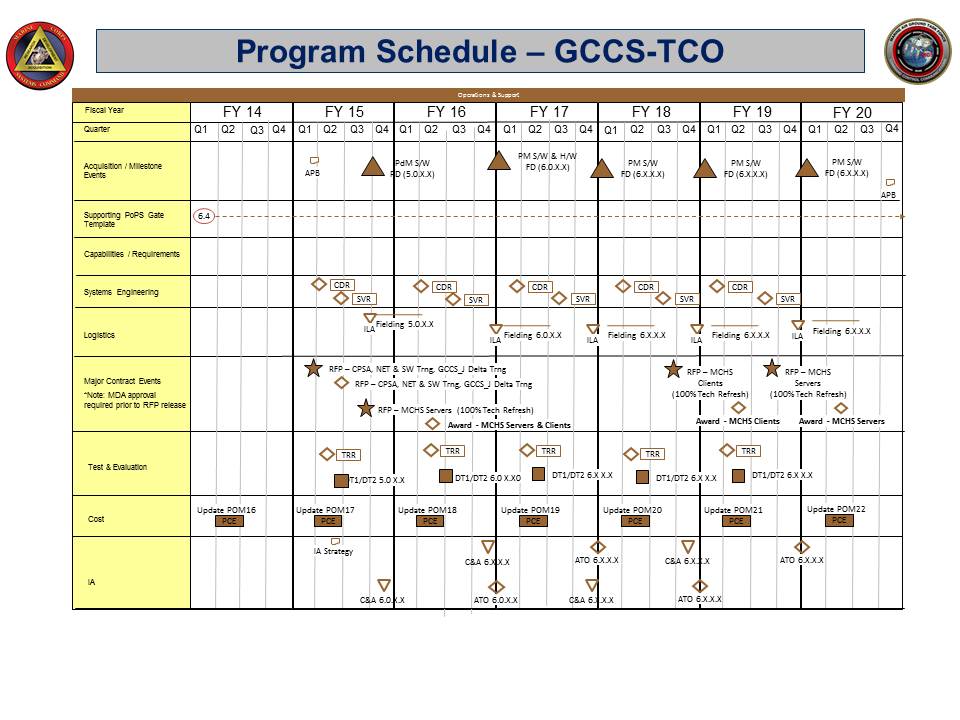 Program Schedule – GCCS-TCO
Operations & Support
Fiscal Year FY 14 FY 15 FY 16 FY 17 FY 18 FY 19 FY 20
Quarter Q1 Q2 Q3 Q4 Q1 Q2 Q3 Q4 Q1 Q2 Q3 Q4 Q1 Q2 Q3 Q4 Q1 Q2 Q3 Q4 Q1 Q2 Q3 Q4 Q1 Q2 Q3 Q4
Acquisition / Milestone
Events
APB
PdM S/W
FD (5.0.X.X)
PM S/W & H/W
FD (6.0.X.X)
PM S/W
FD (6.X.X.X)
PM S/W
FD (6.X.X.X)
PM S/W
FD (6.X.X.X)
APB
Supporting PoPS Gate
Template
6.4
Capabilities / Requirements
Systems Engineering
CDR CDR CDR CDR CDR
SVR SVR SVR SVR SVR
Logistics
ILA Fielding 5.0.X.X
ILA Fielding 6.0.X.X
ILA Fielding 6.X.X.X
ILA Fielding 6.X.X.X
ILA Fielding 6.X.X.X
Major Contract Events
*Note: MDA approval
required prior to RFP release
RFP – CPSA, NET & SW Trng, GCCS_J Delta Trng
RFP – CPSA, NET & SW Trng, GCCS_J Delta Trng
RFP – MCHS Servers (100% Tech Refresh)
Award - MCHS Servers & Clients
RFP – MCHS
Clients
(100% Tech Refresh)
Award - MCHS Clients
RFP – MCHS
Servers
(100% Tech Refresh)
Award - MCHS Servers
Test & Evaluation
TRR TRR TRR TRR TRR
DT1/DT2 5.0 X.X
DT1/DT2 6.0 X.X0
DT1/DT2 6.X X.X
DT1/DT2 6.X X.X
DT1/DT2 6.X X.X
Cost
Update POM16 Update POM17 Update POM18 Update POM19 Update POM20 Update POM21 Update POM22
PCE PCE PCE PCE PCE PCE PCE
IA
IA Strategy
C&A 6.X.X.X
ATO 6.X.X.X
C&A 6.X.X.X
ATO 6.X.X.X
C&A 6.0.X.X
ATO 6.0.X.X
C&A 6.X.X.X
ATO 6.X.X.X